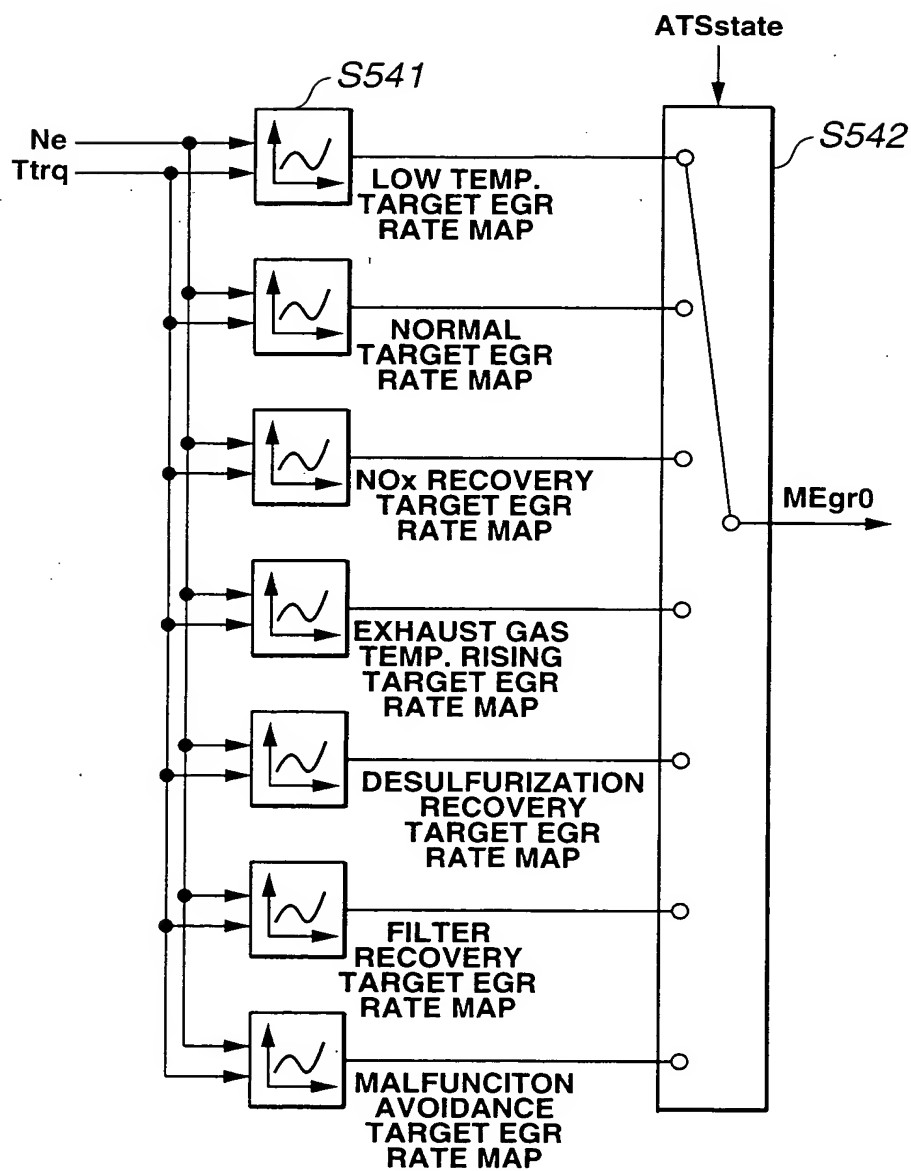 ATSstate
S541
S542
Ne
Ttrq
LOW TEMP.
TARGET EGR
RATE MAP
NORMAL
TARGET EGR
RATE MAP
NOx RECOVERY
TARGET EGR
RATE MAP
MEgr0
EXHAUST GAS
TEMP. RISING
TARGET EGR
RATE MAP
DESULFURIZATION
RECOVERY
TARGET EGR
RATE MAP
FILTER
RECOVERY
TARGET EGR
RATE MAP
MALFUNCITON
AVOIDANCE
TARGET EGR
RATE MAP